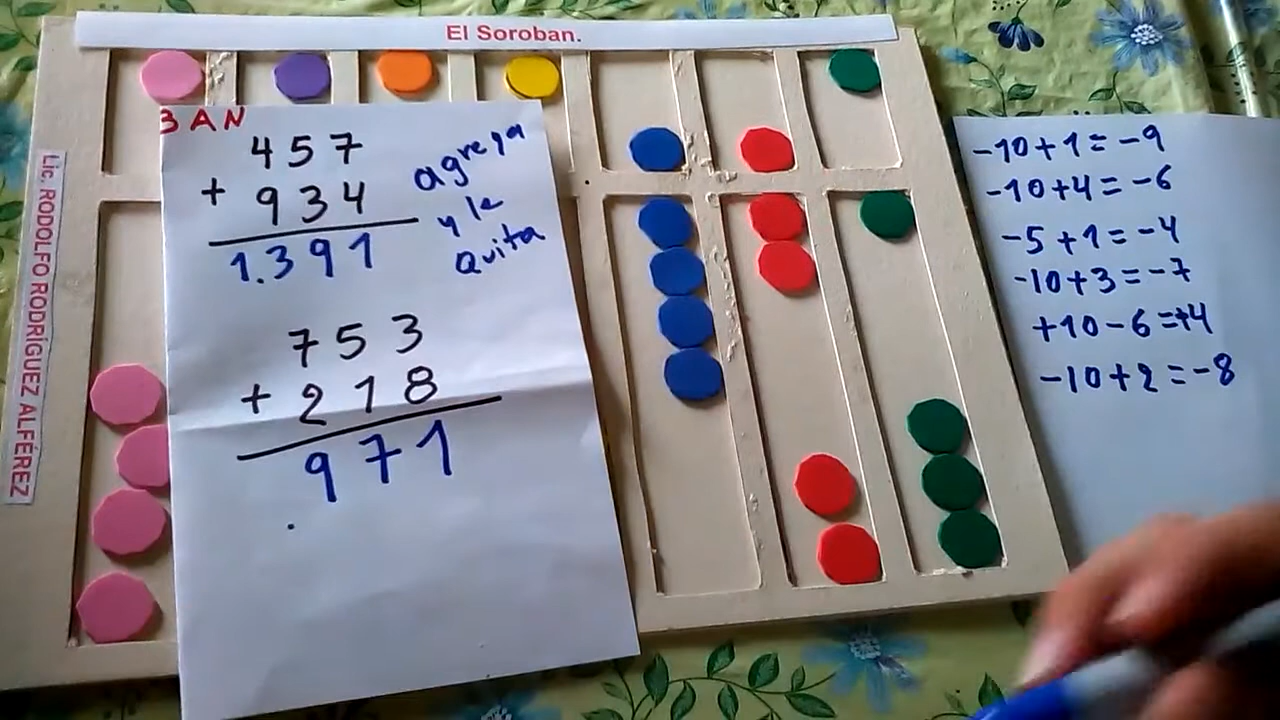 El Soroban.
Lic. RODOLFO RODRÍGUEZ ALFÉREZ
BAN
457
+ 934
1.391
agrega
y le
quita
753
+ 218
971
.
-10+1=-9
-10+4=-6
-5+1=-4
-10+3=-7
+10-6=+4
-10+2=-8